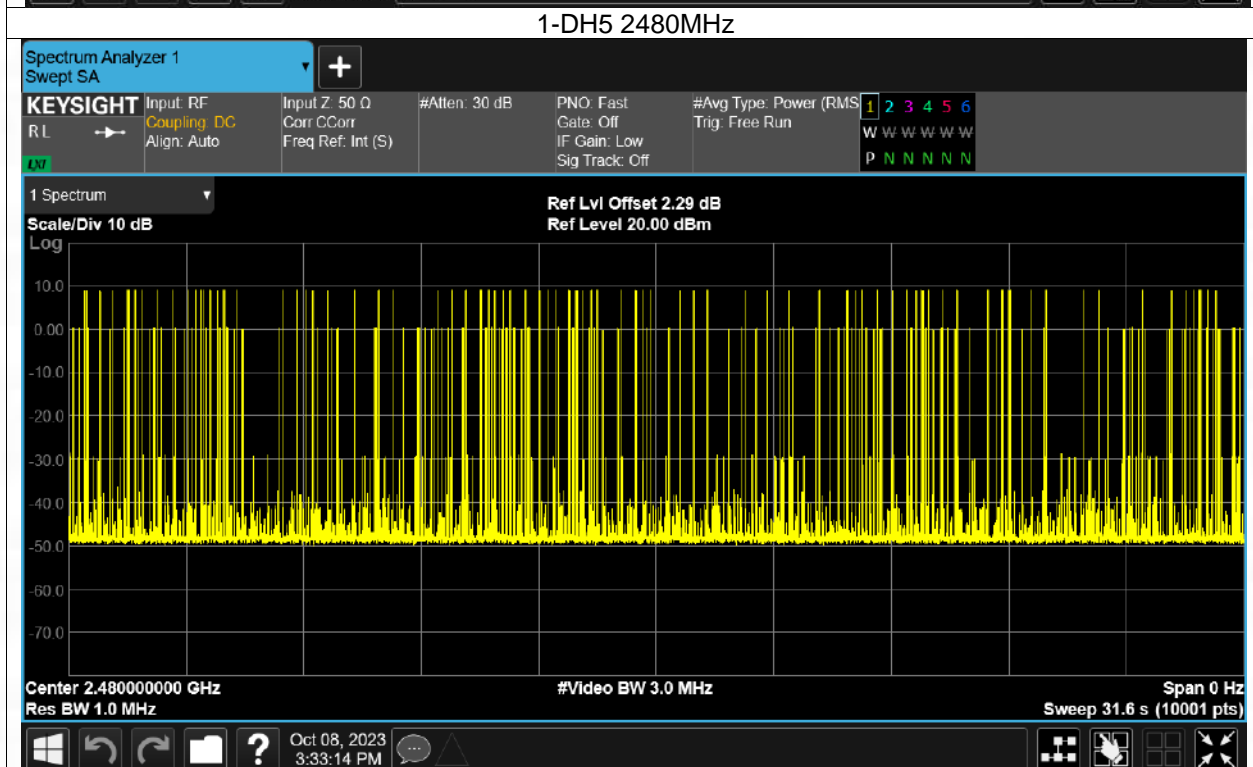 1-DH5 2480MHz
Spectrum Analyzer 1
Swept SA
+
KEYSIGHT
RL
LXI
Input: RF
Coupling: DC
Align: Auto
Input Z: 50 Ω
Corr CCorr
Freq Ref: Int (S)
#Atten: 30 dB
PNO: Fast
Gate: Off
IF Gain: Low
Sig Track: Off
#Avg Type: Power (RMS
Trig: Free Run
1 2 3 4 5 6
W W W W W W
P N N N N N
1 Spectrum
Scale/Div 10 dB
Ref Lvl Offset 2.29 dB
Ref Level 20.00 dBm
Log
10.0
0.00
-10.0
-20.0
-30.0
-40.0
-50.0
-60.0
-70.0
Center 2.480000000 GHz
#Video BW 3.0 MHz
Span 0 Hz
Res BW 1.0 MHz
Sweep 31.6 s (10001 pts)
?
Oct 08, 2023
3:33:14 PM